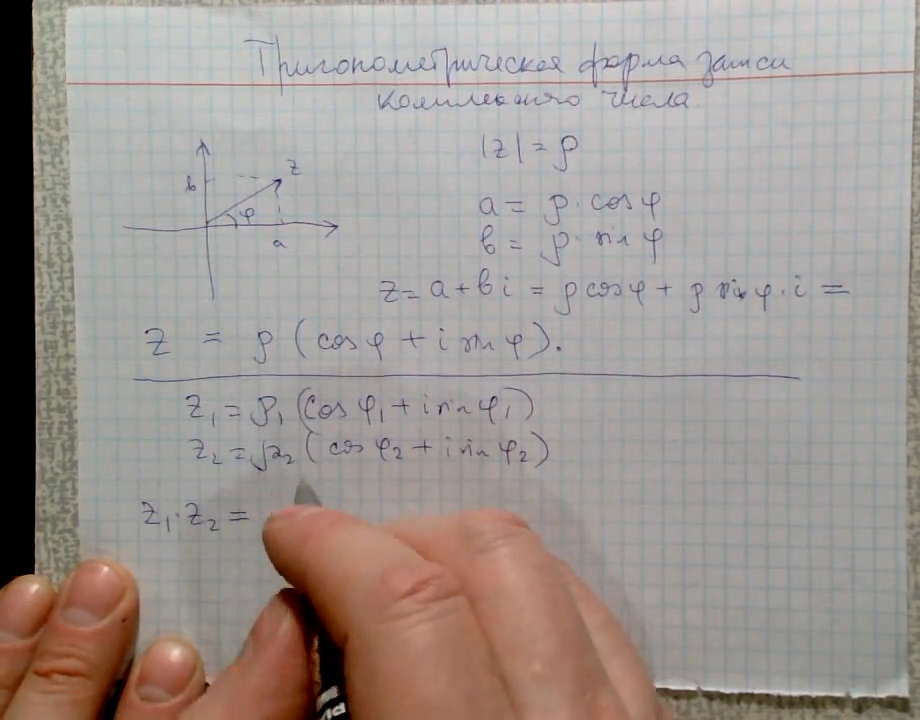 Тригонометрическая форма записи
комплексного числа.
|z| = ρ
b
z
φ
a
a = ρ · cos φ
b = ρ · sin φ
z = a + b i = ρ cos φ + ρ sin φ · i =
z = ρ (cos φ + i sin φ).
z₁ = ρ₁ (cos φ₁ + i sin φ₁)
z₂ = ρ₂ ( cos φ₂ + i sin φ₂)
z₁ · z₂ =